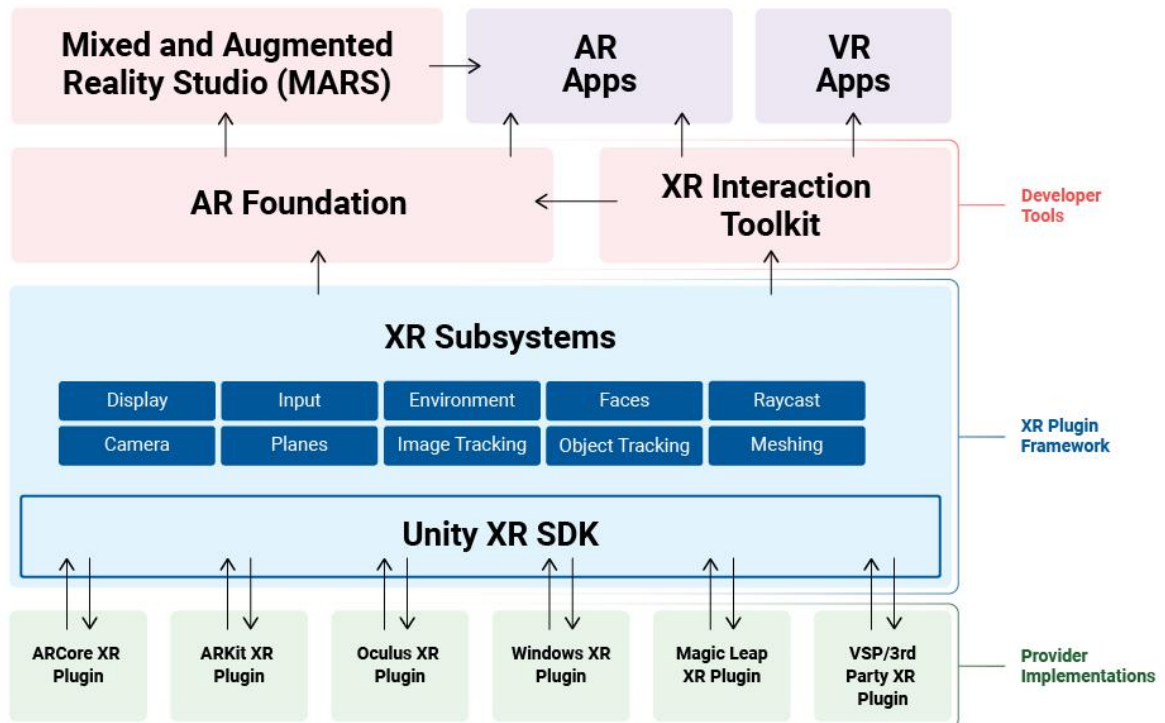 Mixed and Augmented
Reality Studio (MARS)
AR
Apps
VR
Apps
AR Foundation
XR Interaction
Toolkit
Developer
Tools
XR Subsystems
Display
Input
Environment
Faces
Raycast
Camera
Planes
Image Tracking
Object Tracking
Meshing
XR Plugin
Framework
Unity XR SDK
ARCore XR
Plugin
ARKit XR
Plugin
Oculus XR
Plugin
Windows XR
Plugin
Magic Leap
XR Plugin
VSP/3rd
Party XR
Plugin
Provider
Implementations